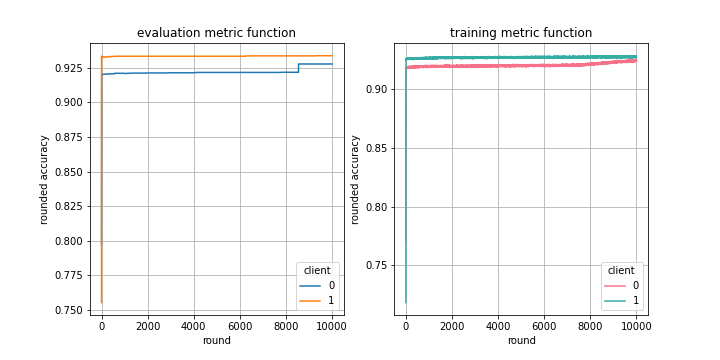 evaluation metric function
rounded accuracy
0.925
0.900
0.875
0.850
0.825
0.800
0.775
0.750
0 2000 4000 6000 8000 10000
round
client
0
1
training metric function
rounded accuracy
0.90
0.85
0.80
0.75
0 2000 4000 6000 8000 10000
round
client
0
1